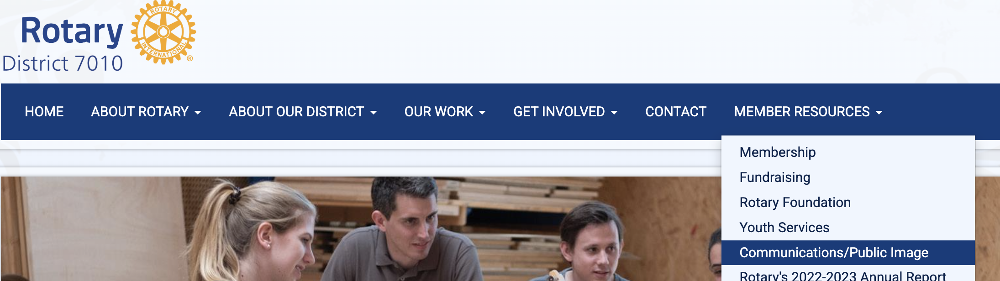 Rotary
District 7010
ROTARY
INTERNATIONAL
®
HOME ABOUT ROTARY ABOUT OUR DISTRICT OUR WORK GET INVOLVED CONTACT MEMBER RESOURCES
Membership
Fundraising
Rotary Foundation
Youth Services
Communications/Public Image
Rotary's 2022-2023 Annual Report